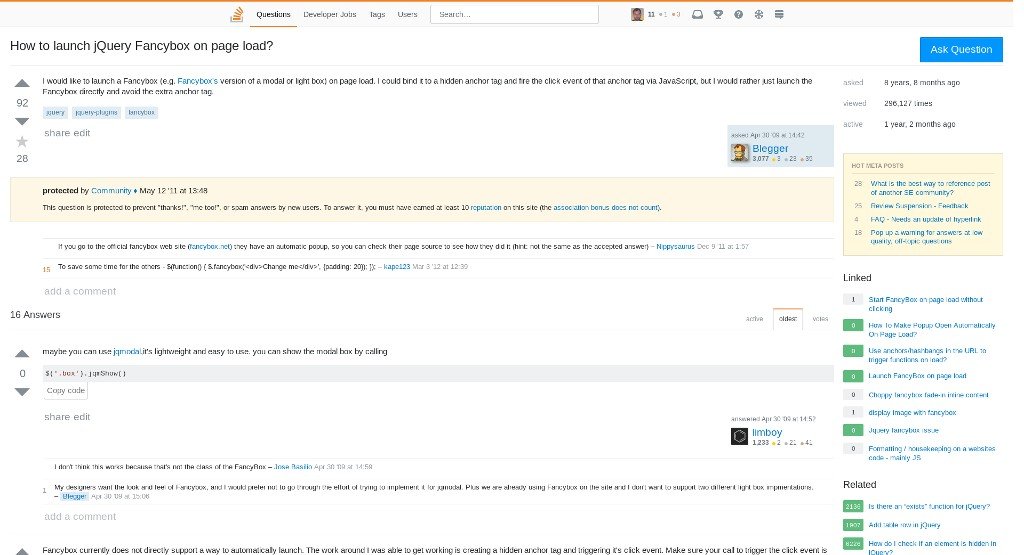 Questions Developer Jobs Tags Users Search... 11 1 3
How to launch jQuery Fancybox on page load?
Ask Question
92
I would like to launch a Fancybox (e.g. Fancybox's version of a modal or light box) on page load. I could bind it to a hidden anchor tag and fire the click event of that anchor tag via JavaScript, but I would rather just launch the
Fancybox directly and avoid the extra anchor tag.
jquery jquery-plugins fancybox
28
share edit
asked Apr 30 '09 at 14:42
Blegger
3,077 3 23 39
protected by Community ♦ May 12 '11 at 13:48
This question is protected to prevent "thanks!", "me too!", or spam answers by new users. To answer it, you must have earned at least 10 reputation on this site (the association bonus does not count).
If you go to the official fancybox web site (fancybox.net) they have an automatic popup, so you can check their page source to see how they did it (hint: not the same as the accepted answer) – Nippysaurus Dec 9 '11 at 1:57
15 To save some time for the others - $(function() { $.fancybox('<div>Change me</div>', {padding: 20}); }); – kape123 Mar 3 '12 at 12:39
add a comment
16 Answers
active oldest votes
0
maybe you can use jqmodal,it's lightweight and easy to use. you can show the modal box by calling
$('.box').jqmShow()
Copy code
share edit
answered Apr 30 '09 at 14:52
limboy
1,233 2 21 41
I don't think this works because that's not the class of the FancyBox – Jose Basilio Apr 30 '09 at 14:59
1 My designers want the look and feel of Fancybox, and I would prefer not to go through the effort of trying to implement it for jqmodal. Plus we are already using Fancybox on the site and I don't want to support two different light box impmentations.
– Blegger Apr 30 '09 at 15:06
add a comment
Fancybox currently does not directly support a way to automatically launch. The work around I was able to get working is creating a hidden anchor tag and triggering it's click event. Make sure your call to trigger the click event is
asked 8 years, 8 months ago
viewed 296,127 times
active 1 year, 2 months ago
HOT META POSTS
28 What is the best way to reference post
of another SE community?
25 Review Suspension - Feedback
4 FAQ - Needs an update of hyperlink
18 Pop up a warning for answers at low
quality, off-topic questions
Linked
1 Start FancyBox on page load without
clicking
0 How To Make Popup Open Automatically
On Page Load?
0 Use anchors/hashbangs in the URL to
trigger functions on load?
0 Launch FancyBox on page load
0 Choppy fancybox fade-in inline content
1 display image with fancybox
0 Jquery fancybox issue
0 Formatting / housekeeping on a websites
code - mainly JS
Related
2136 Is there an “exists” function for jQuery?
1907 Add table row in jQuery
6226 How do I check if an element is hidden in
jQuery?